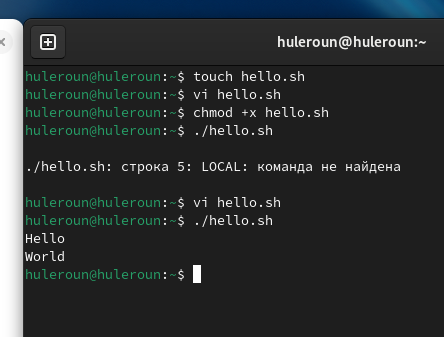 huleroun@huleroun:~
huleroun@huleroun:~$ touch hello.sh
huleroun@huleroun:~$ vi hello.sh
huleroun@huleroun:~$ chmod +x hello.sh
huleroun@huleroun:~$ ./hello.sh
./hello.sh: строка 5: LOCAL: команда не найдена
huleroun@huleroun:~$ vi hello.sh
huleroun@huleroun:~$ ./hello.sh
Hello
World
huleroun@huleroun:~$